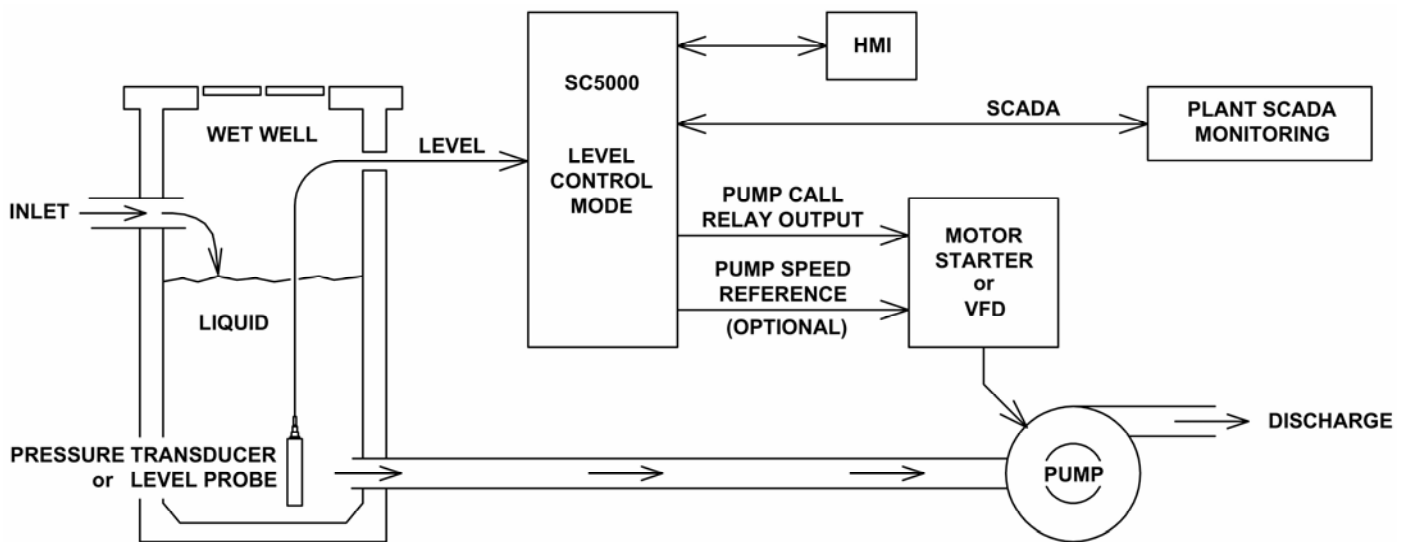 HMI
SC5000
LEVEL
CONTROL
MODE
SCADA
PLANT SCADA
MONITORING
WET WELL
LEVEL
INLET
PUMP CALL
RELAY OUTPUT
PUMP SPEED
REFERENCE
(OPTIONAL)
MOTOR
STARTER
or
VFD
LIQUID
PRESSURE TRANSDUCER
or LEVEL PROBE
PUMP
DISCHARGE